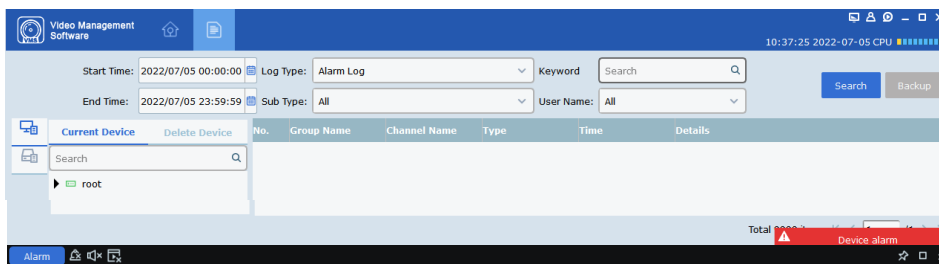 Video Management
Software
10:37:25 2022-07-05 CPU
Start Time: 2022/07/05 00:00:00 Log Type: Alarm Log Keyword Search
Search Backup
End Time: 2022/07/05 23:59:59 Sub Type: All User Name: All
Current Device Delete Device No. Group Name Channel Name Type Time Details
Search
root
Total
Device alarm
Alarm